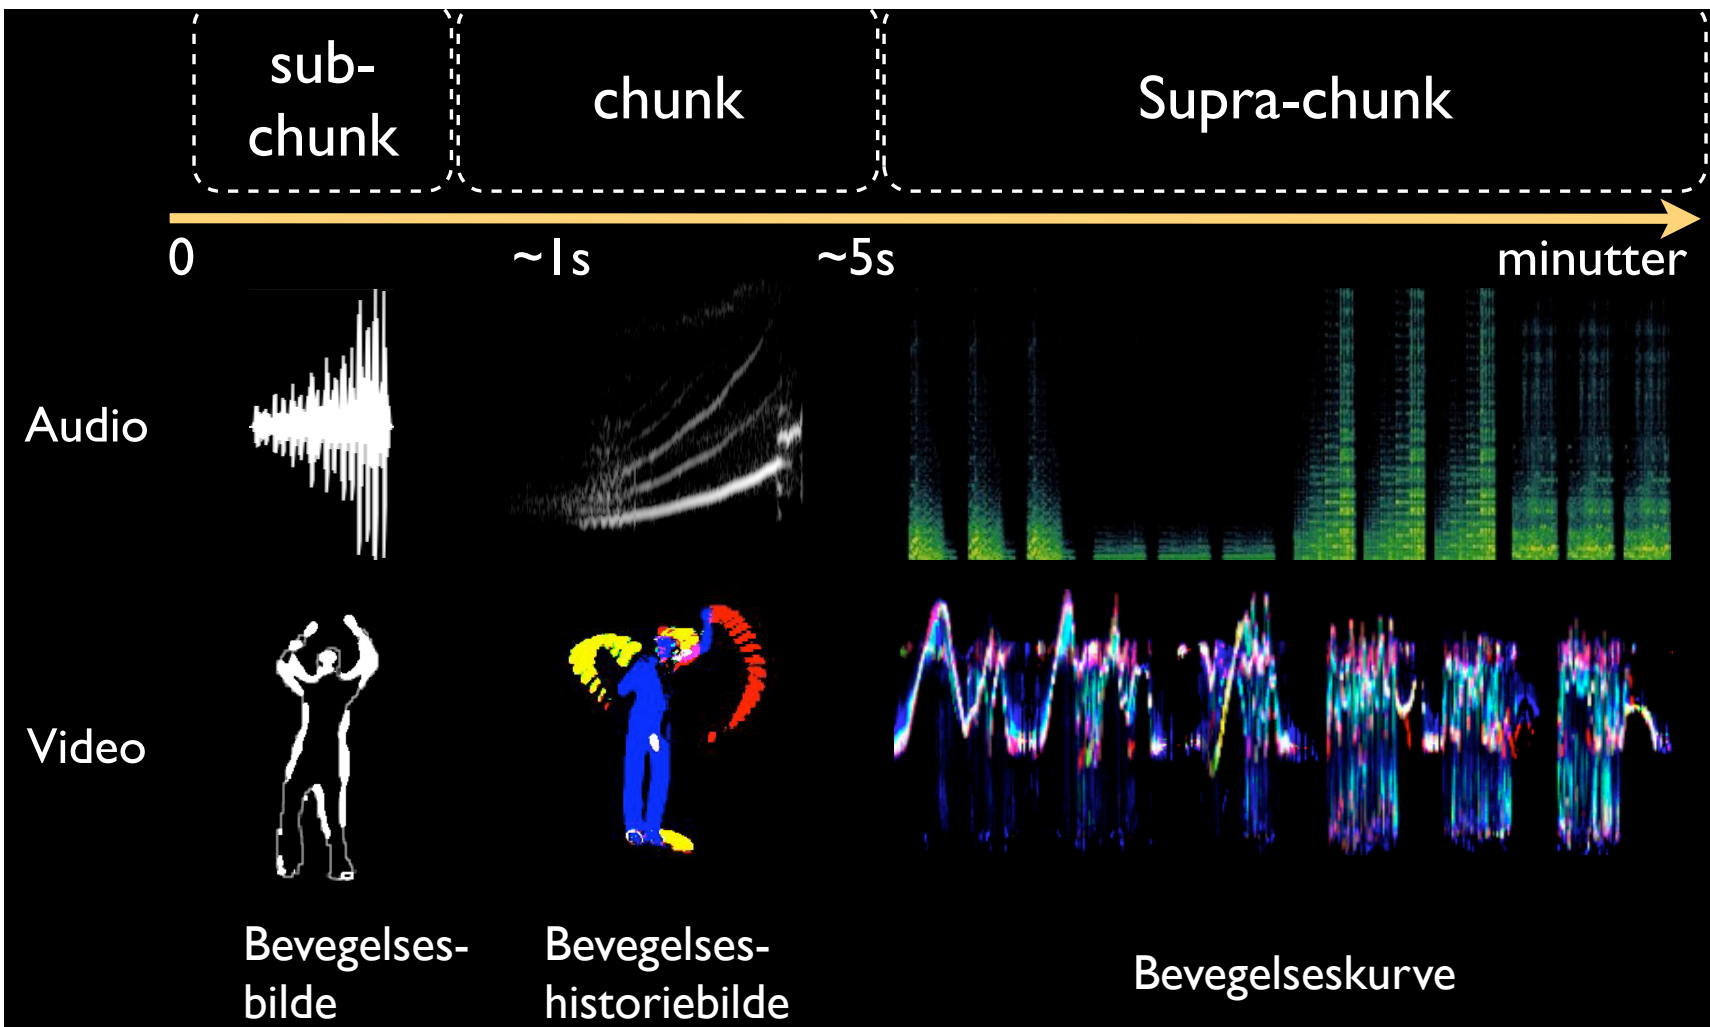 sub-
chunk
chunk
Supra-chunk
0
~1s
~5s
minutter
Audio
Video
Bevegelses-
bilde
Bevegelses-
historiebilde
Bevegelseskurve